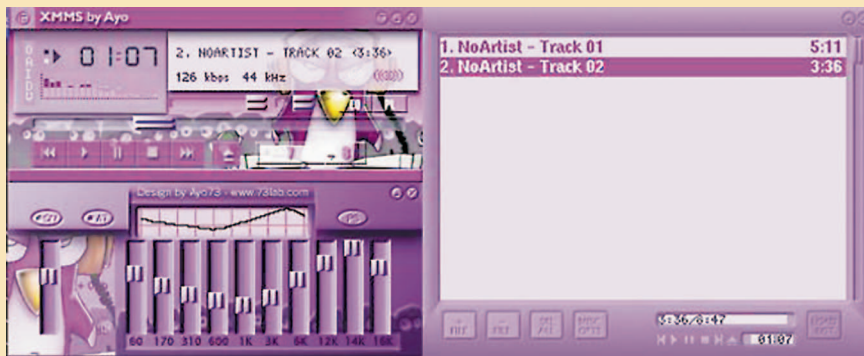 XMMS by Ayo
01:07
2. NOARTIST - TRACK 02 <3:36>
126 kbps 44 kHz
Design by Ayo73 - www.73lab.com
60 170 310 600 1K 3K 6K 12K 14K 16K
1. NoArtist - Track 01 5:11
2. NoArtist - Track 02 3:36
3:36/8:47
01:07